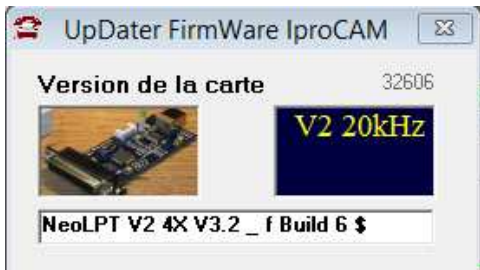 UpDater FirmWare IproCAM
Version de la carte 32606
V2 20kHz
NeoLPT V2 4X V3.2 _ f Build 6 $